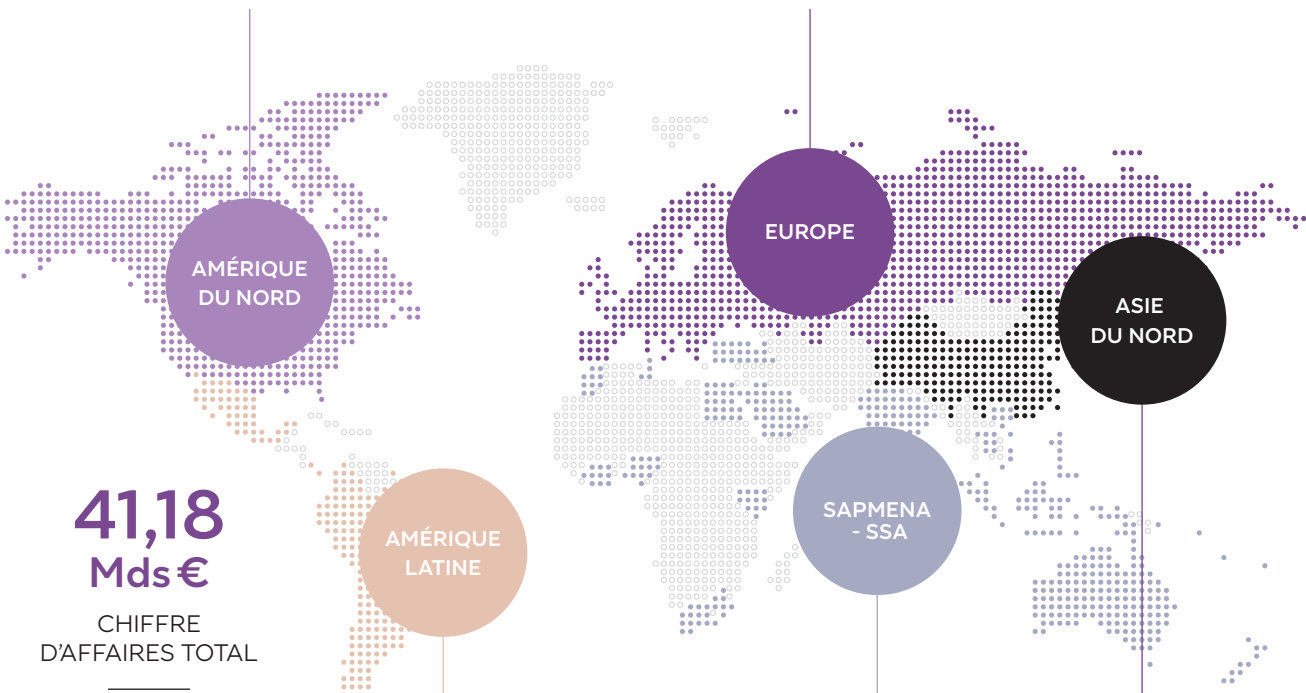 EUROPE
AMÉRIQUE
DU NORD
ASIE
DU NORD
SAPMENA
- SSA
AMÉRIQUE
LATINE
41,18
Mds €
CHIFFRE
D'AFFAIRES TOTAL